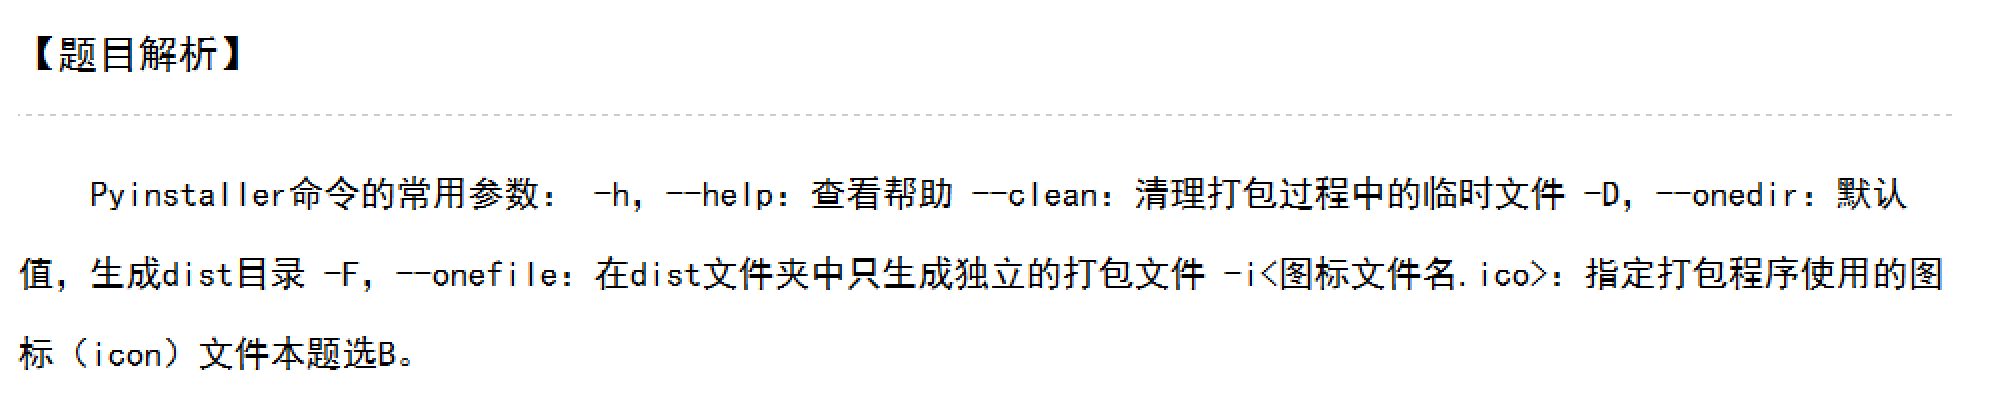 【题目解析】
Pyinstaller命令的常用参数： -h, --help：查看帮助 --clean：清理打包过程中的临时文件 -D, --onedir：默认
值，生成dist目录 -F, --onefile：在dist文件夹中只生成独立的打包文件 -i<图标文件名.ico>：指定打包程序使用的图
标（icon）文件本题选B。